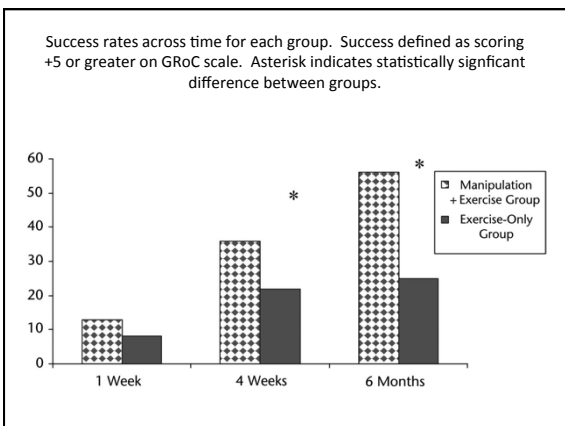 Success rates across time for each group.  Success defined as scoring
+5 or greater on GRoC scale.  Asterisk indicates statistically signficant
difference between groups.
60
50
40
30
20
10
0
*
*
Manipulation
+ Exercise Group
Exercise-Only
Group
1 Week
4 Weeks
6 Months